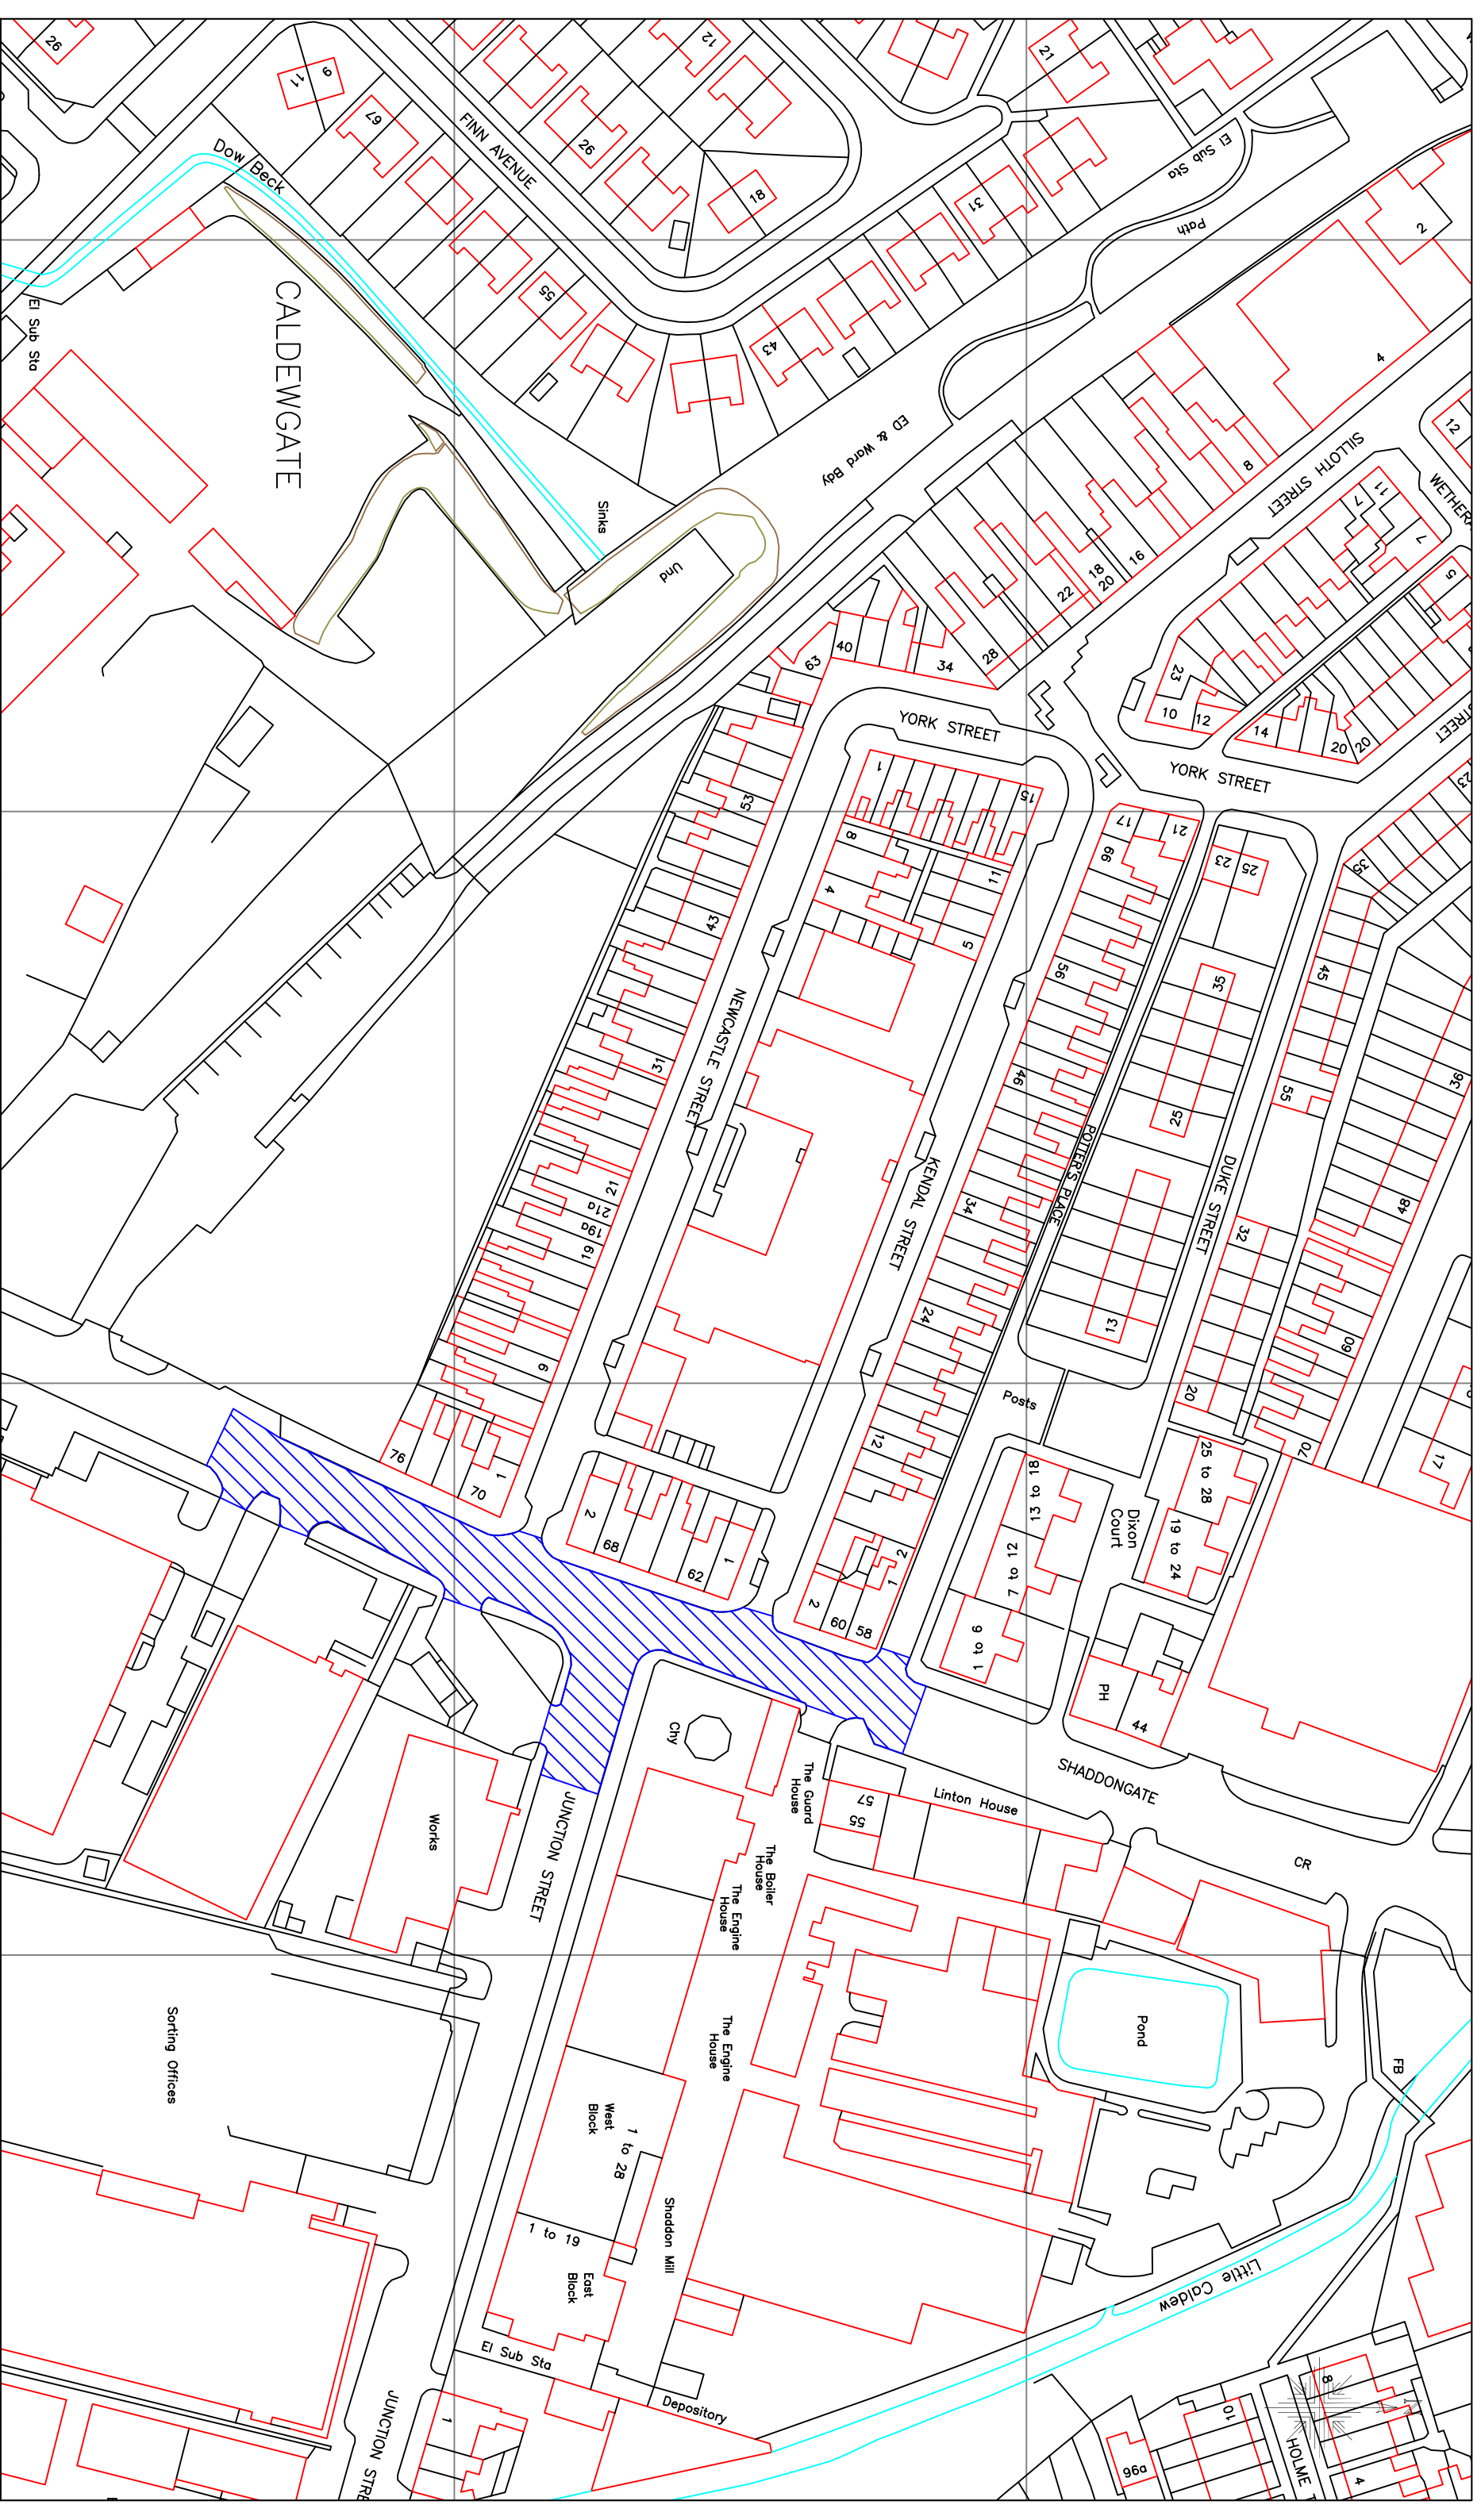 26
11
9
67
FINN AVENUE
12
26
18
21
El Sub Sta
31
Path
2
Dow Beck
55
43
4
El Sub Sta
CALDEWGATE
ED & Ward Bdy
SILLOTH STREET
12
8
11
7
7
5
Sinks
Und
16
18
20
22
28
34
40
63
23
10
12
14
20
20
YORK STREET
YORK STREET
53
1
15
8
11
4
5
17
21
66
23
25
35
23
43
NEWCASTLE STREET
31
56
46
35
25
45
55
36
48
21
21a
19a
19
KENDAL STREET
34
POTTER'S PLACE
DUKE STREET
32
24
13
60
9
76
1
70
12
Posts
20
70
17
2
68
62
1
2
1
2
60
58
13 to 18
7 to 12
1 to 6
Dixon
Court
25 to 28
19 to 24
PH
44
Chy
The Guard
House
57
55
Linton House
SHADDONGATE
CR
Works
JUNCTION STREET
The Boiler
House
The Engine
House
The Engine
House
Pond
FB
Sorting Offices
West
Block
1 to 28
1 to 19
East
Block
Shaddon Mill
Little Caldew
El Sub Sta
Depository
1
JUNCTION STRE
96a
10
HOLME T
8
4